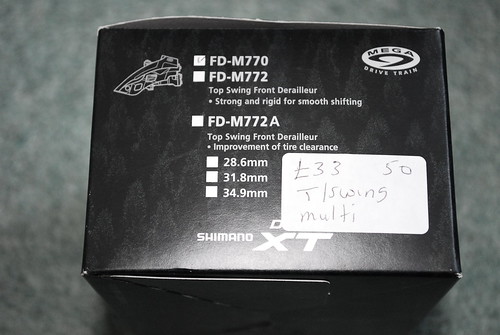 FD-M770
FD-M772
Top Swing Front Derailleur
• Strong and rigid for smooth shifting
FD-M772A
Top Swing Front Derailleur
• Improvement of tire clearance
28.6mm
31.8mm
34.9mm
MEGA
9
DRIVE TRAIN
£33 50
T/swing
multi
SHIMANO
XT